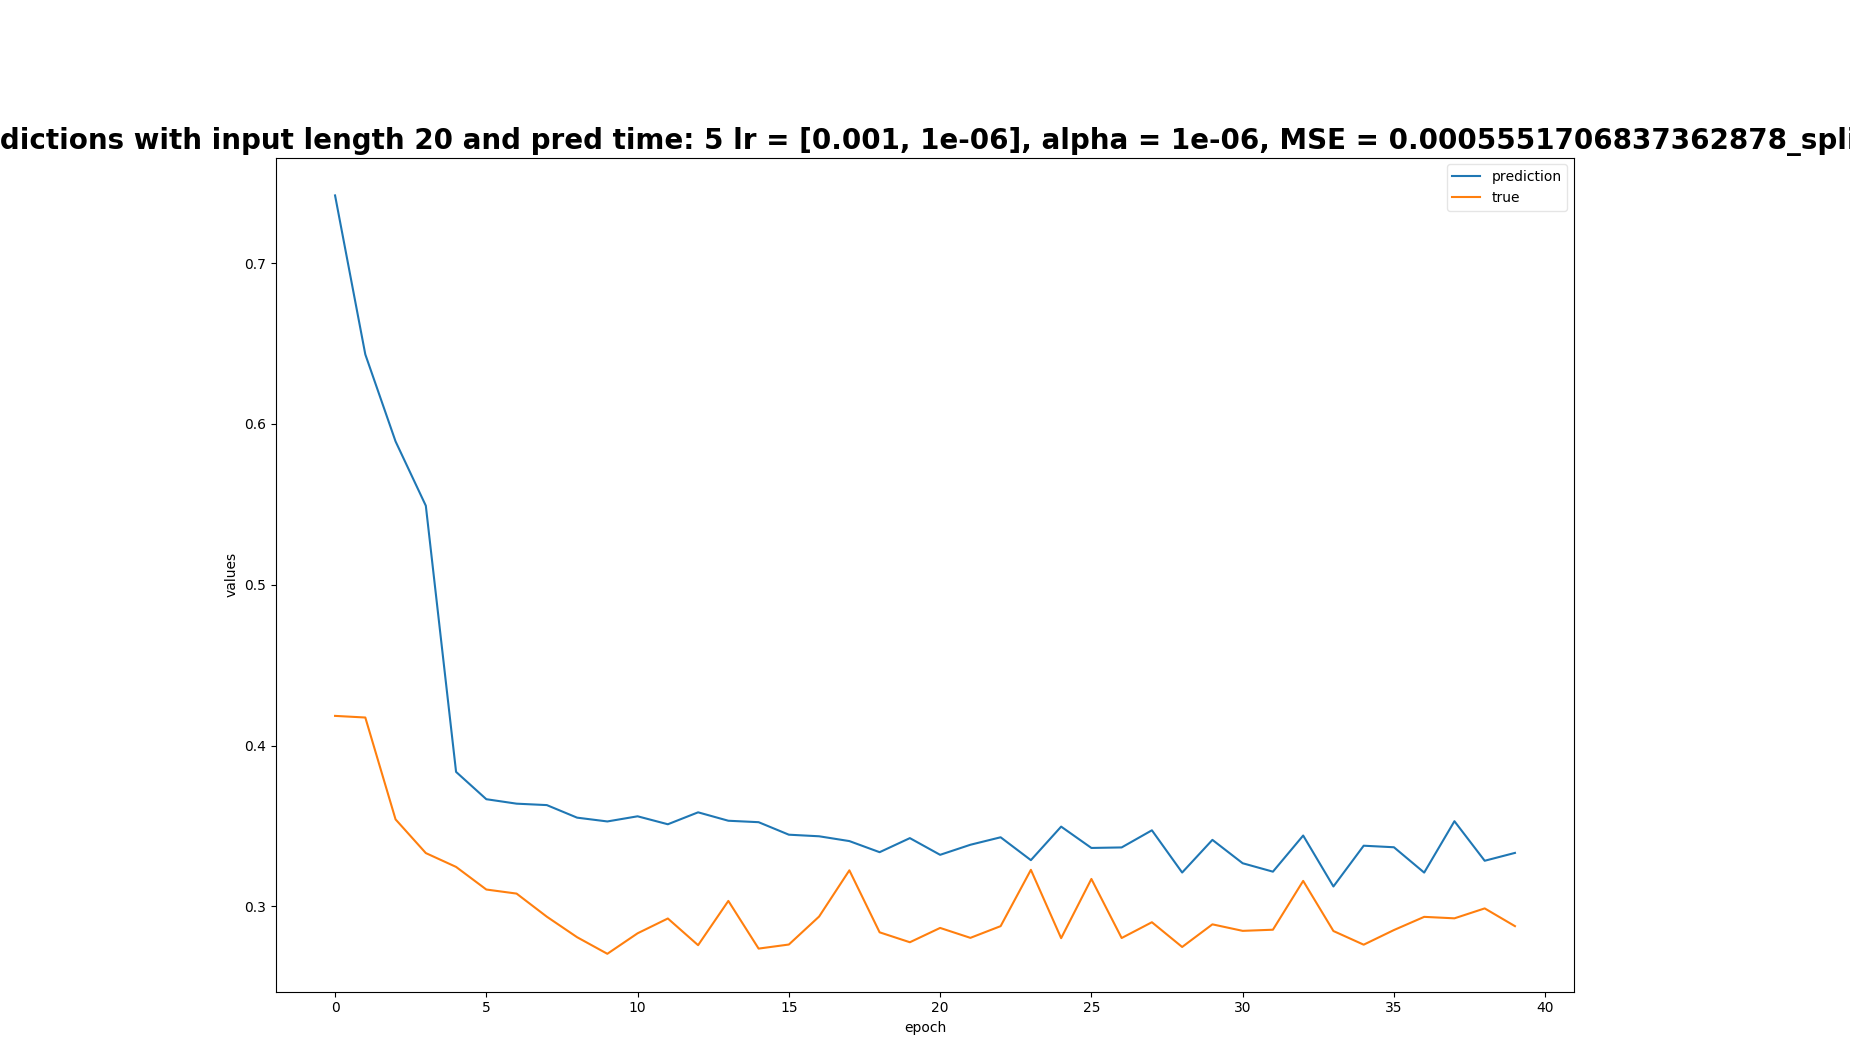 dictions with input length 20 and pred time: 5 lr = [0.001, 1e-06], alpha = 1e-06, MSE = 0.0005551706837362878_spli
prediction
true
values
0.7
0.6
0.5
0.4
0.3
0 5 10 15 20 25 30 35 40
epoch